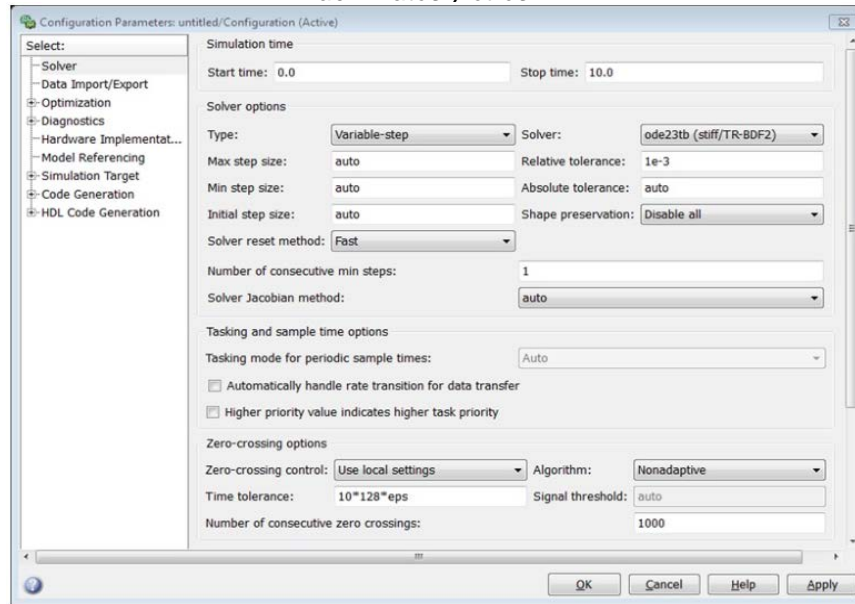 Configuration Parameters: untitled/Configuration (Active)
Select:
Solver
Data Import/Export
Optimization
Diagnostics
Hardware Implementat...
Model Referencing
Simulation Target
Code Generation
HDL Code Generation
Simulation time
Start time: 0.0 Stop time: 10.0
Solver options
Type: Variable-step Solver: ode23tb (stiff/TR-BDF2)
Max step size: auto Relative tolerance: 1e-3
Min step size: auto Absolute tolerance: auto
Initial step size: auto Shape preservation: Disable all
Solver reset method: Fast
Number of consecutive min steps: 1
Solver Jacobian method: auto
Tasking and sample time options
Tasking mode for periodic sample times: Auto
Automatically handle rate transition for data transfer
Higher priority value indicates higher task priority
Zero-crossing options
Zero-crossing control: Use local settings Algorithm: Nonadaptive
Time tolerance: 10*128*eps Signal threshold: auto
Number of consecutive zero crossings: 1000
OK Cancel Help Apply